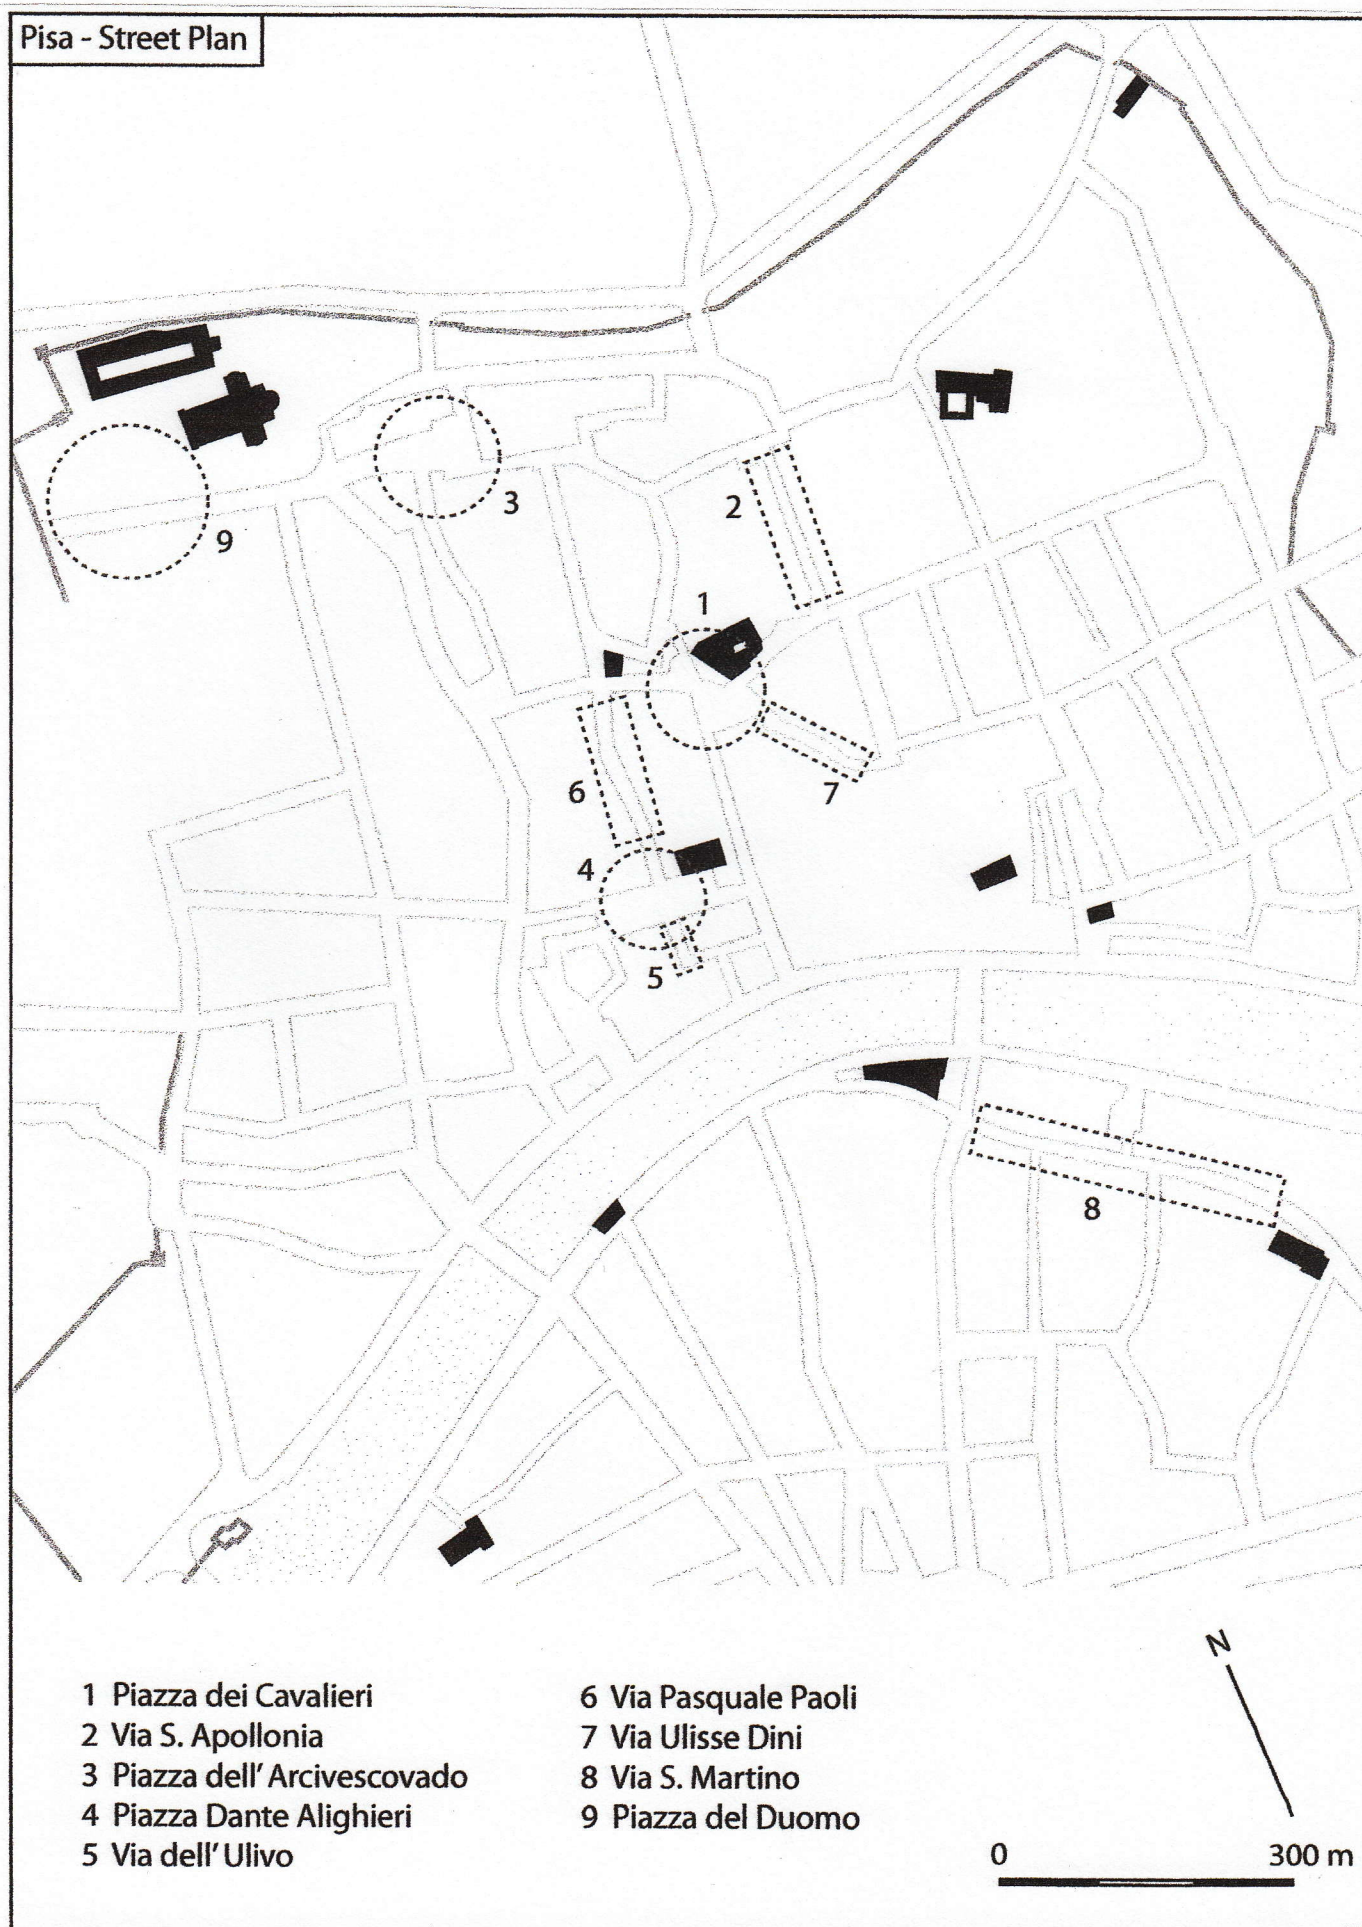 Pisa - Street Plan
9
3
2
1
6
7
4
5
8
N
1 Piazza dei Cavalieri
2 Via S. Apollonia
3 Piazza dell' Arcivescovado
4 Piazza Dante Alighieri
5 Via dell' Ulivo
6 Via Pasquale Paoli
7 Via Ulisse Dini
8 Via S. Martino
9 Piazza del Duomo
0 300 m